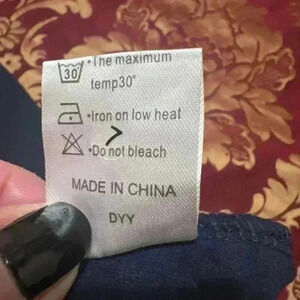 30 •The maximum
temp30°
•Iron on low heat
•Do not bleach
MADE IN CHINA
DYY